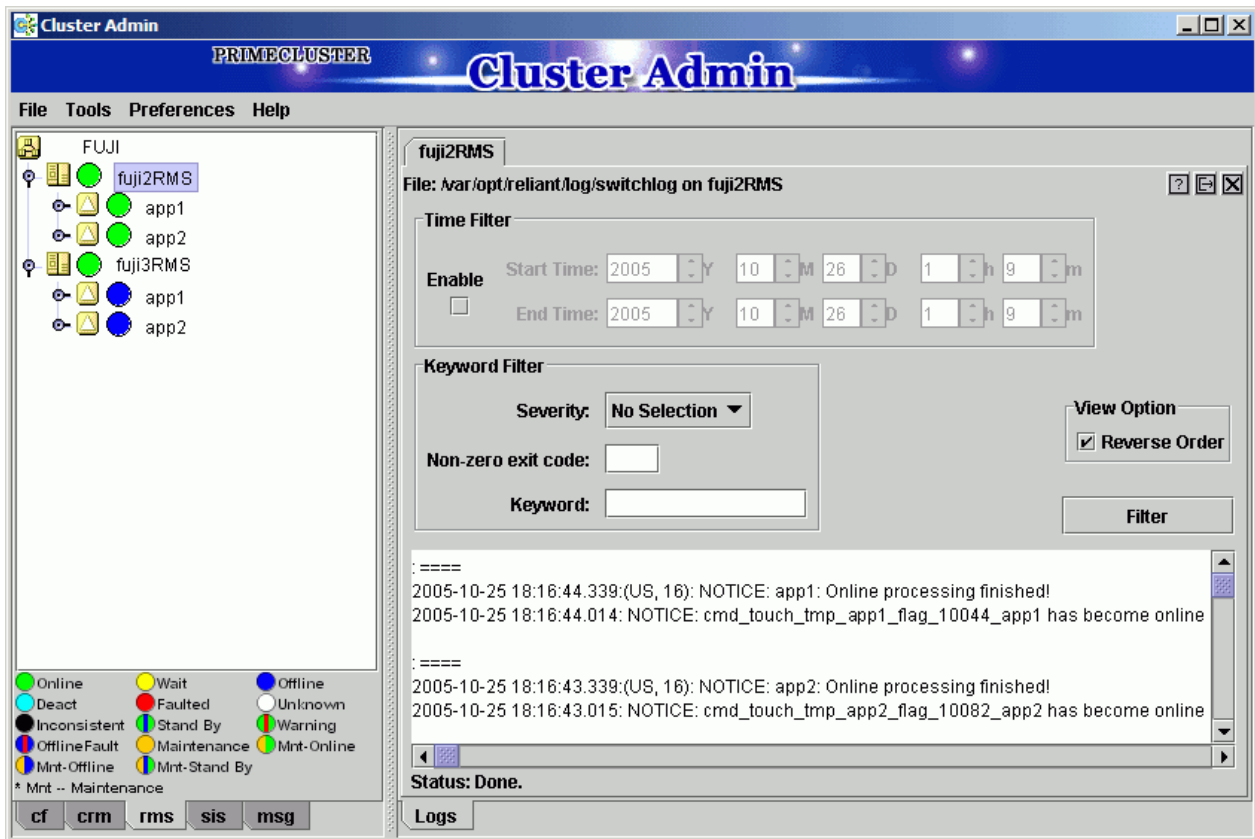 Cluster Admin
PRIMECLUSTER
Cluster Admin
File Tools Preferences Help
FUJI
fuji2RMS
app1
app2
fuji3RMS
app1
app2
Online Wait Offline
Deact Faulted Unknown
Inconsistent Stand By Warning
OfflineFault Maintenance Mnt-Online
Mnt-Offline Mnt-Stand By
* Mnt -- Maintenance
cf crm rms sis msg
fuji2RMS
File: /var/opt/reliant/log/switchlog on fuji2RMS
Time Filter
Enable
Start Time: 2005 Y 10 M 26 D 1 h 9 m
End Time: 2005 Y 10 M 26 D 1 h 9 m
Keyword Filter
Severity: No Selection
Non-zero exit code:
Keyword:
View Option
Reverse Order
Filter
: ====
2005-10-25 18:16:44.339:(US, 16): NOTICE: app1: Online processing finished!
2005-10-25 18:16:44.014: NOTICE: cmd_touch_tmp_app1_flag_10044_app1 has become online
: ====
2005-10-25 18:16:43.339:(US, 16): NOTICE: app2: Online processing finished!
2005-10-25 18:16:43.015: NOTICE: cmd_touch_tmp_app2_flag_10082_app2 has become online
Status: Done.
Logs